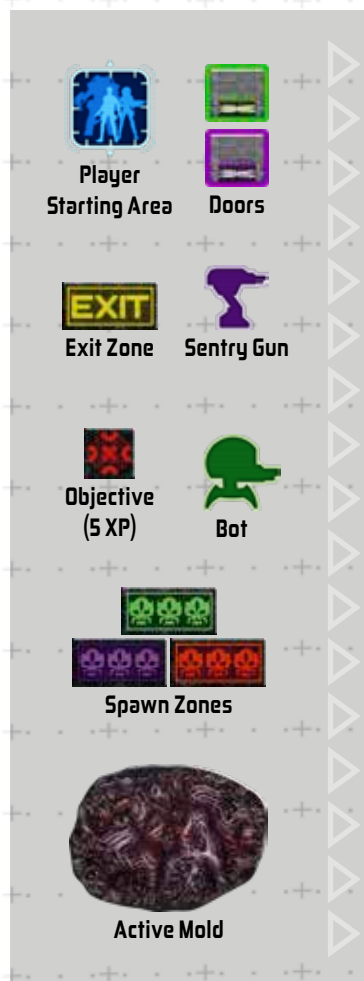 Player
Starting Area
Doors
EXIT
Exit Zone
Sentry Gun
Objective
(5 XP)
Bot
Spawn Zones
Active Mold